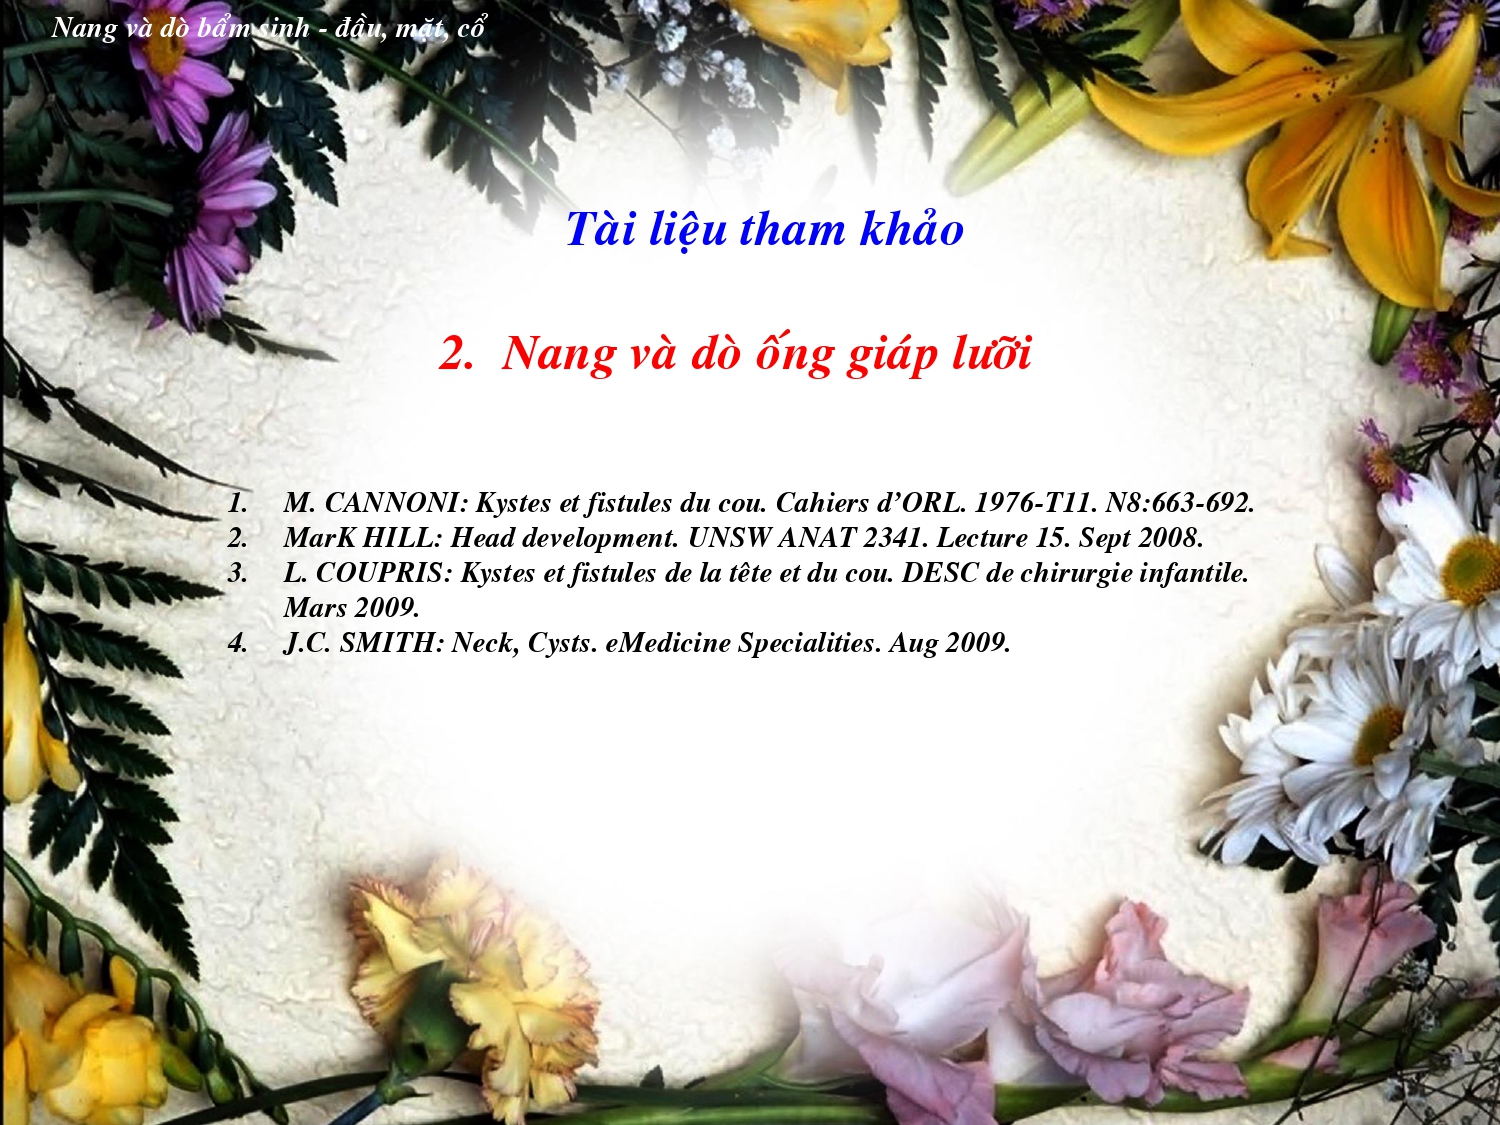 Nang và dò bẩm sinh - đầu, mặt, cổ
Tài liệu tham khảo
2. Nang và dò ống giáp lưỡi
1. M. CANNONI: Kystes et fistules du cou. Cahiers d’ORL. 1976-T11. N8:663-692.
2. MarK HILL: Head development. UNSW ANAT 2341. Lecture 15. Sept 2008.
3. L. COUPRIS: Kystes et fistules de la tête et du cou. DESC de chirurgie infantile.
Mars 2009.
4. J.C. SMITH: Neck, Cysts. eMedicine Specialities. Aug 2009.